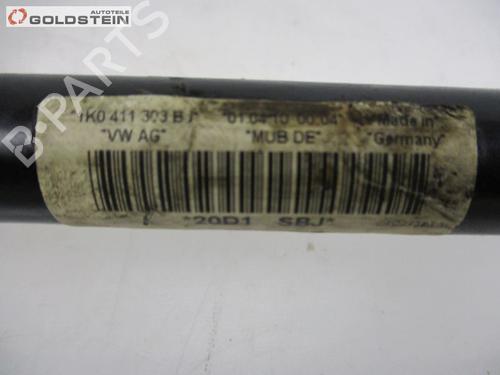 GOLDSTEIN
B-PARTS
"1K0 411 303 BJ" "01.04.10 00:04" "Made in
"VW AG" "MUB DE" "Germany"
*20D1 SBJ*